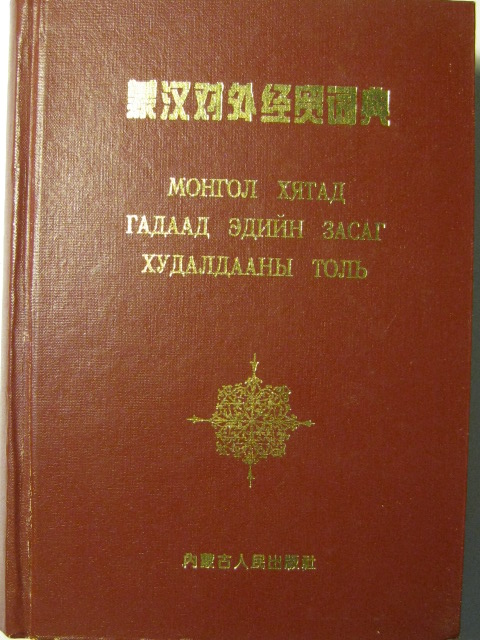 蒙汉对外经贸词典
МОНГОЛ ХЯТАД
ГАДААД ЭДИЙН ЗАСАГ
ХУДАЛДААНЫ ТОЛЬ
内蒙古人民出版社